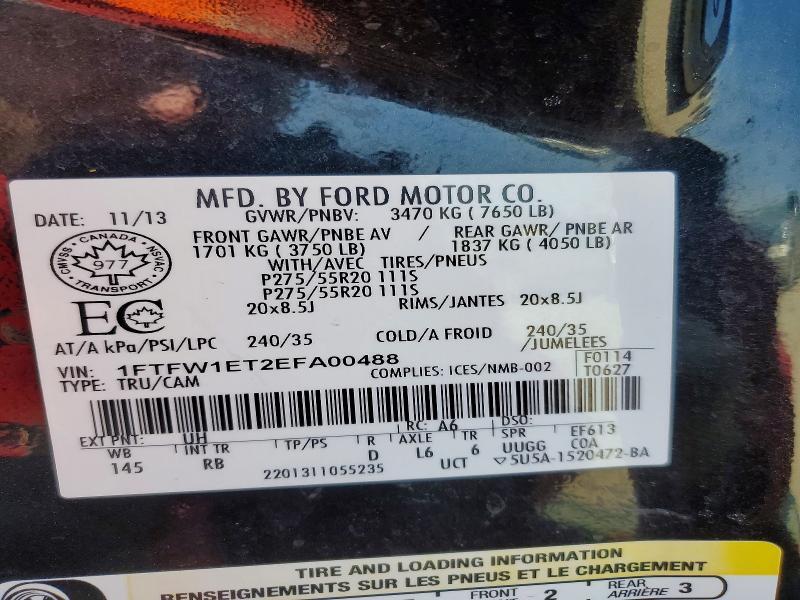 MFD. BY FORD MOTOR CO.
DATE: 11/13 GVWR/PNBV: 3470 KG ( 7650 LB)
FRONT GAWR/PNBE AV / REAR GAWR/ PNBE AR
1701 KG ( 3750 LB) 1837 KG ( 4050 LB)
WITH/AVEC TIRES/PNEUS
P275/55R20 111S
P275/55R20 111S
20x8.5J RIMS/JANTES 20x8.5J
CMVSS CANADA NSVAC
977
TRANSPORT
EC
AT/A kPa/PSI/LPC 240/35 COLD/A FROID 240/35
/JUMELEES
VIN: 1FTFW1ET2EFA00488 COMPLIES: ICES/NMB-002 F0114
TYPE: TRU/CAM T0627
EXT PNT: UH RC: A6 DSO:
WB INT TR TP/PS R AXLE TR SPR EF613
145 RB D L6 6 UUGG COA
2201311055235 UCT 5U5A-1520472-BA
TIRE AND LOADING INFORMATION
RENSEIGNEMENTS SUR LES PNEUS ET LE CHARGEMENT
FRONT 2 REAR
ARRIÈRE 3